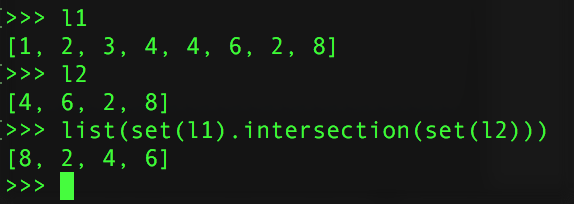 >>> l1
[1, 2, 3, 4, 4, 6, 2, 8]
>>> l2
[4, 6, 2, 8]
>>> list(set(l1).intersection(set(l2)))
[8, 2, 4, 6]
>>>